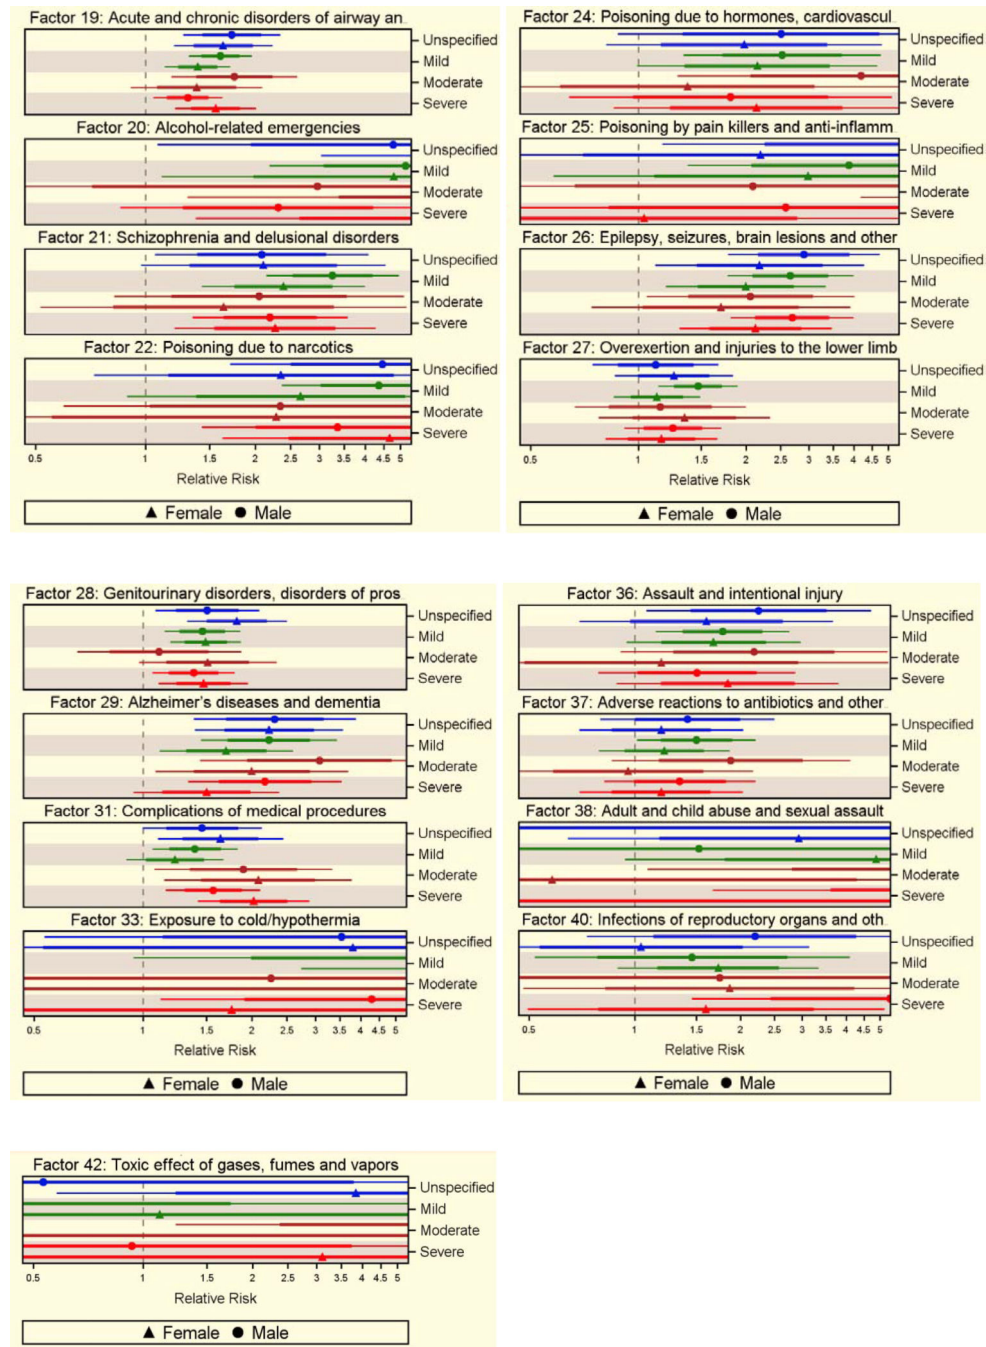 Factor 19: Acute and chronic disorders of airway an
Unspecified
Mild
Moderate
Severe
Factor 20: Alcohol-related emergencies
Unspecified
Mild
Moderate
Severe
Factor 21: Schizophrenia and delusional disorders
Unspecified
Mild
Moderate
Severe
Factor 22: Poisoning due to narcotics
Unspecified
Mild
Moderate
Severe
0.5 1 1.5 2 2.5 3 3.5 4 4.5 5
Relative Risk
▲ Female ● Male
Factor 24: Poisoning due to hormones, cardiovascul
Unspecified
Mild
Moderate
Severe
Factor 25: Poisoning by pain killers and anti-inflamm
Unspecified
Mild
Moderate
Severe
Factor 26: Epilepsy, seizures, brain lesions and other
Unspecified
Mild
Moderate
Severe
Factor 27: Overexertion and injuries to the lower limb
Unspecified
Mild
Moderate
Severe
0.5 1 1.5 2 2.5 3 3.5 4 4.5 5
Relative Risk
▲ Female ● Male
Factor 28: Genitourinary disorders, disorders of pros
Unspecified
Mild
Moderate
Severe
Factor 29: Alzheimer's diseases and dementia
Unspecified
Mild
Moderate
Severe
Factor 31: Complications of medical procedures
Unspecified
Mild
Moderate
Severe
Factor 33: Exposure to cold/hypothermia
Unspecified
Mild
Moderate
Severe
0.5 1 1.5 2 2.5 3 3.5 4 4.5 5
Relative Risk
▲ Female ● Male
Factor 36: Assault and intentional injury
Unspecified
Mild
Moderate
Severe
Factor 37: Adverse reactions to antibiotics and other
Unspecified
Mild
Moderate
Severe
Factor 38: Adult and child abuse and sexual assault
Unspecified
Mild
Moderate
Severe
Factor 40: Infections of reproductory organs and oth
Unspecified
Mild
Moderate
Severe
0.5 1 1.5 2 2.5 3 3.5 4 4.5 5
Relative Risk
▲ Female ● Male
Factor 42: Toxic effect of gases, fumes and vapors
Unspecified
Mild
Moderate
Severe
0.5 1 1.5 2 2.5 3 3.5 4 4.5 5
Relative Risk
▲ Female ● Male